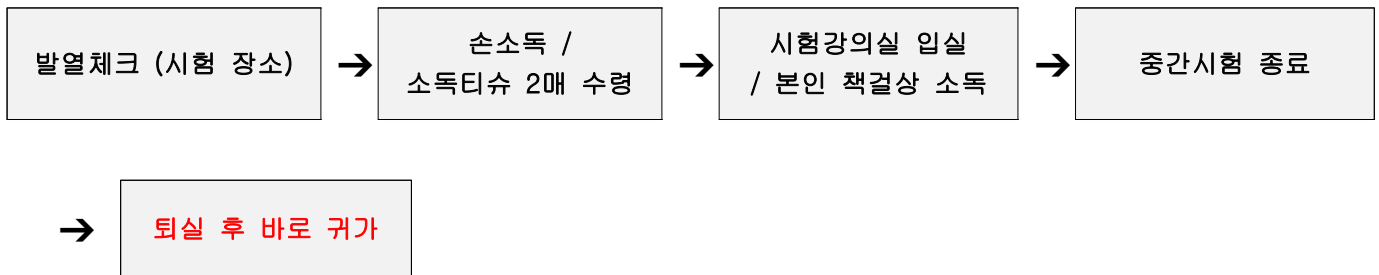 발열체크 (시험 장소)
➔
손소독 /
소독티슈 2매 수령
➔
시험강의실 입실
/ 본인 책걸상 소독
➔
중간시험 종료
➔
퇴실 후 바로 귀가